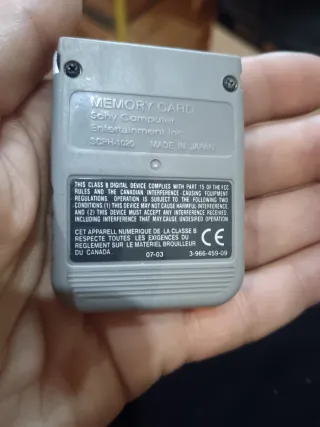 MEMORY CARD
Sony Computer
Entertainment Inc.
SCPH-1020 MADE IN JAPAN
THIS CLASS B DIGITAL DEVICE COMPLIES WITH PART 15 OF THE FCC
RULES AND THE CANADIAN INTERFERENCE-CAUSING EQUIPMENT
REGULATIONS. OPERATION IS SUBJECT TO THE FOLLOWING TWO
CONDITIONS (1) THIS DEVICE MAY NOT CAUSE HARMFUL INTERFERENCE,
AND (2) THIS DEVICE MUST ACCEPT ANY INTERFERENCE RECEIVED,
INCLUDING INTERFERENCE THAT MAY CAUSE UNDESIRED OPERATION
CET APPAREIL NUMERIQUE DE LA CLASSE B
RESPECTE TOUTES LES EXIGENCES DU
REGLEMENT SUR LE MATERIEL BROUILLEUR
DU CANADA. 07-03 3-966-459-09
CE